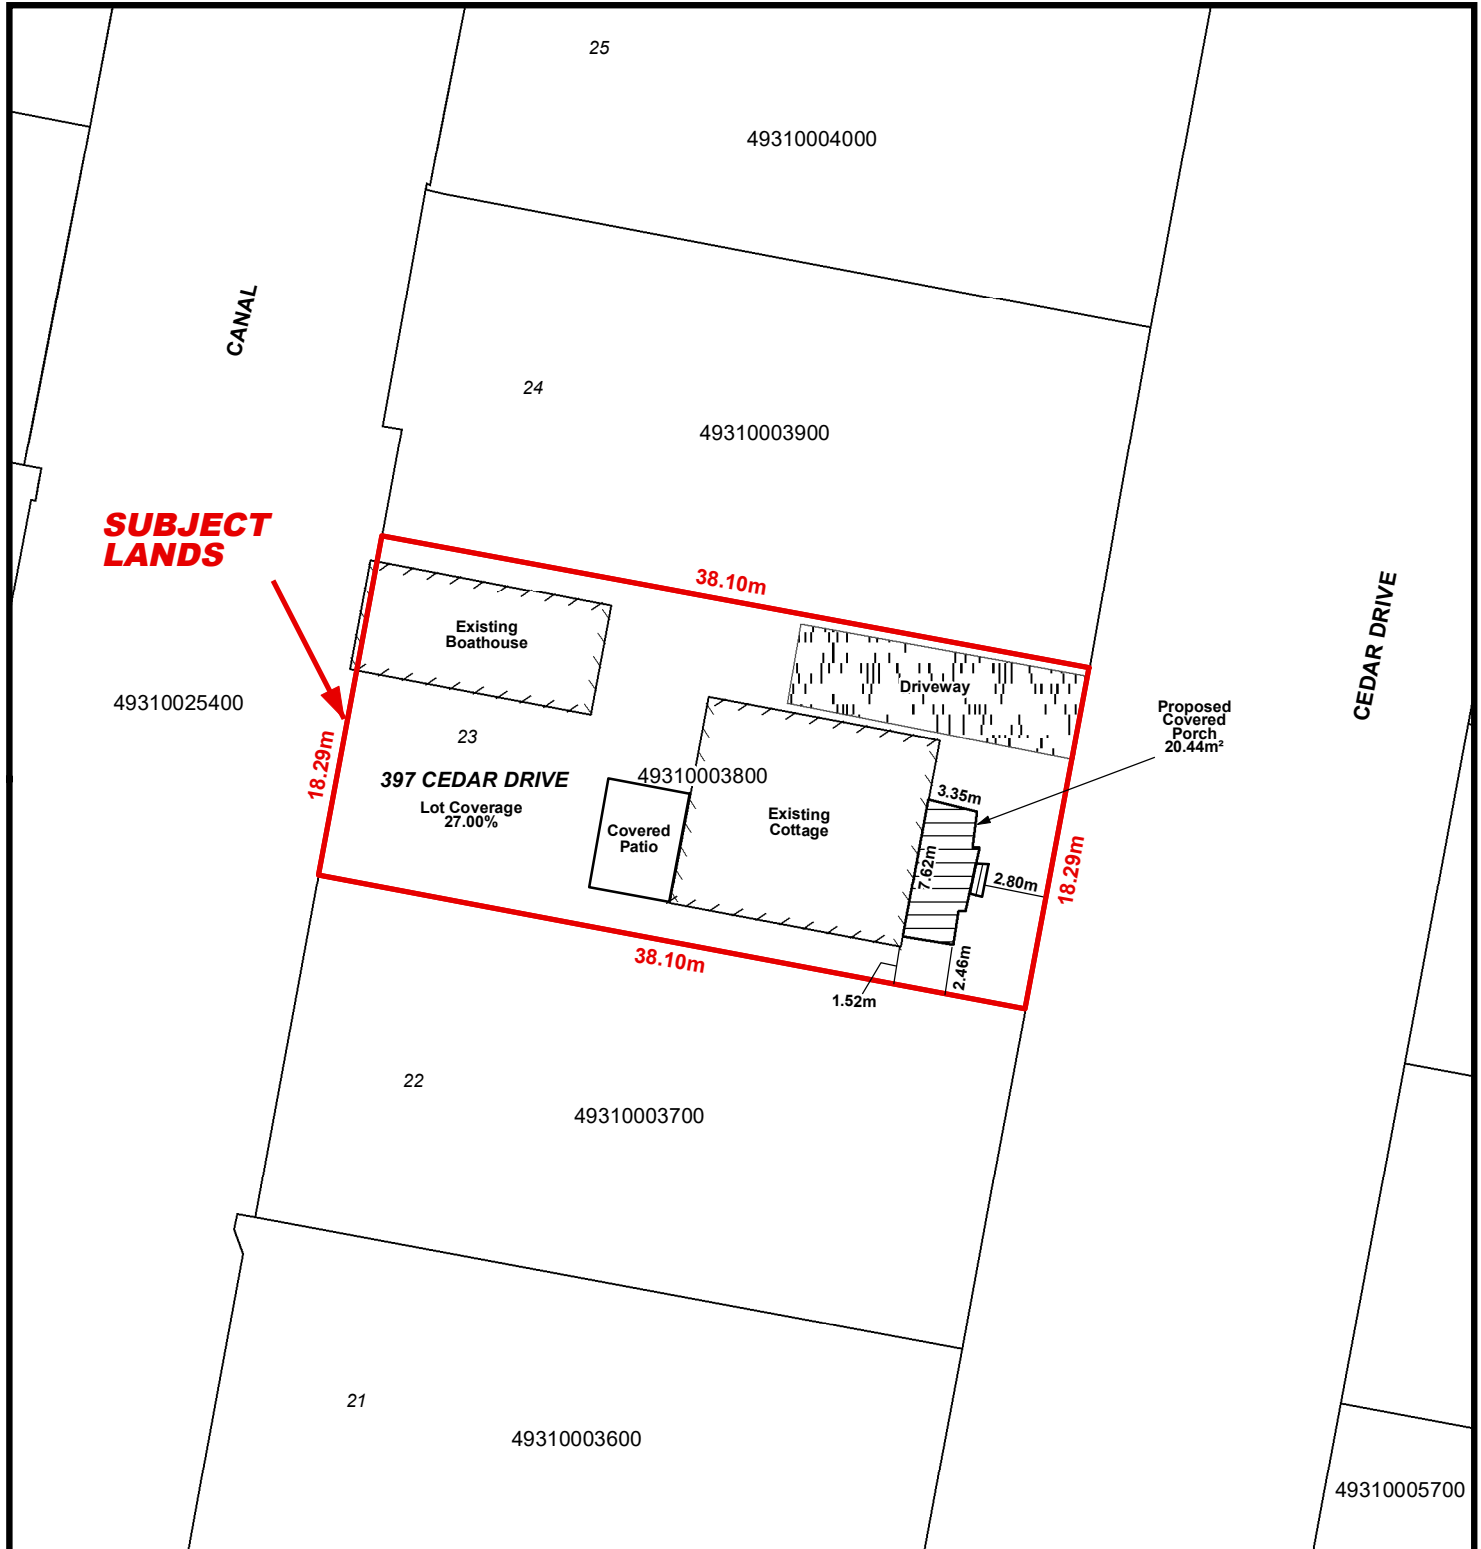 25
49310004000
CANAL
24
49310003900
SUBJECT
LANDS
38.10m
Existing
Boathouse
CEDAR DRIVE
Driveway
49310025400
Proposed
Covered
Porch
20.44m²
23
18.29m
397 CEDAR DRIVE
49310003800
Lot Coverage
27.00%
3.35m
Existing
Cottage
Covered
Patio
7.62m
2.80m
18.29m
38.10m
2.46m
1.52m
22
49310003700
21
49310003600
49310005700